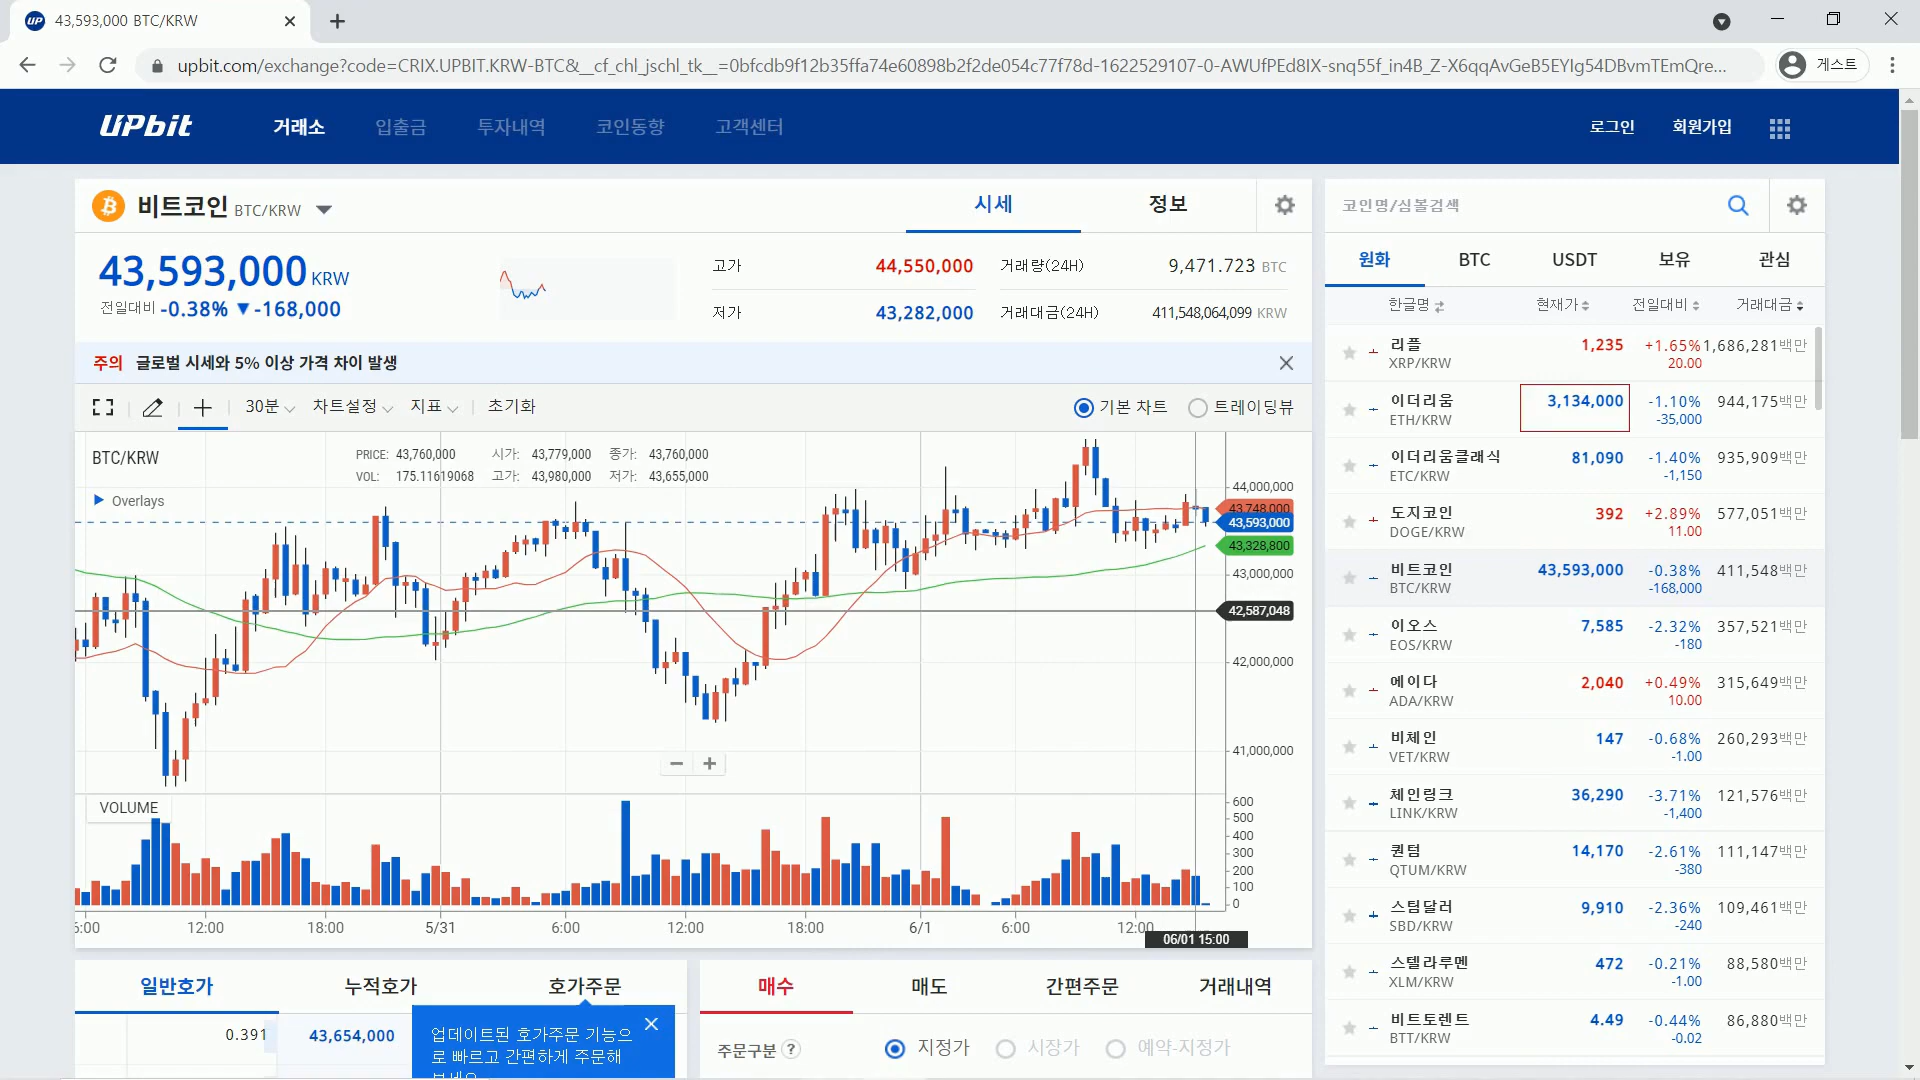 43,593,000 BTC/KRW
upbit.com/exchange?code=CRIX.UPBIT.KRW-BTC&__cf_chl_jschl_tk__=0bfcdb9f12b35ffa74e60898b2f2de054c77f78d-1622529107-0-AWUfPEd8IX-snq55f_in4B_Z-X6qqAvGeB5EYIg54DBvmTEmQre...
게스트
UPbit 거래소 입출금 투자내역 코인동향 고객센터 로그인 회원가입
비트코인 BTC/KRW 시세 정보
43,593,000 KRW
전일대비 -0.38% ▼-168,000
고가 44,550,000 거래량(24H) 9,471.723 BTC
저가 43,282,000 거래대금(24H) 411,548,064,099 KRW
주의 글로벌 시세와 5% 이상 가격 차이 발생
30분 차트설정 지표 초기화 기본 차트 트레이딩뷰
BTC/KRW
PRICE: 43,760,000 시가: 43,779,000 종가: 43,760,000
VOL: 175.11619068 고가: 43,980,000 저가: 43,655,000
Overlays
44,000,000
43,748,000
43,593,000
43,328,800
43,000,000
42,587,048
42,000,000
41,000,000
VOLUME
600
500
400
300
200
100
0
:00 12:00 18:00 5/31 6:00 12:00 18:00 6/1 6:00 12:00
06/01 15:00
일반호가 누적호가 호가주문
0.391 43,654,000
업데이트된 호가주문 기능으
로 빠르고 간편하게 주문해
보세요
매수 매도 간편주문 거래내역
주문구분 ? 지정가 시장가 예약-지정가
코인명/심볼검색
원화 BTC USDT 보유 관심
한글명 현재가 전일대비 거래대금
리플 1,235 +1.65% 1,686,281백만
XRP/KRW 20.00
이더리움 3,134,000 -1.10% 944,175백만
ETH/KRW -35,000
이더리움클래식 81,090 -1.40% 935,909백만
ETC/KRW -1,150
도지코인 392 +2.89% 577,051백만
DOGE/KRW 11.00
비트코인 43,593,000 -0.38% 411,548백만
BTC/KRW -168,000
이오스 7,585 -2.32% 357,521백만
EOS/KRW -180
에이다 2,040 +0.49% 315,649백만
ADA/KRW 10.00
비체인 147 -0.68% 260,293백만
VET/KRW -1.00
체인링크 36,290 -3.71% 121,576백만
LINK/KRW -1,400
퀀텀 14,170 -2.61% 111,147백만
QTUM/KRW -380
스팀달러 9,910 -2.36% 109,461백만
SBD/KRW -240
스텔라루멘 472 -0.21% 88,580백만
XLM/KRW -1.00
비트토렌트 4.49 -0.44% 86,880백만
BTT/KRW -0.02